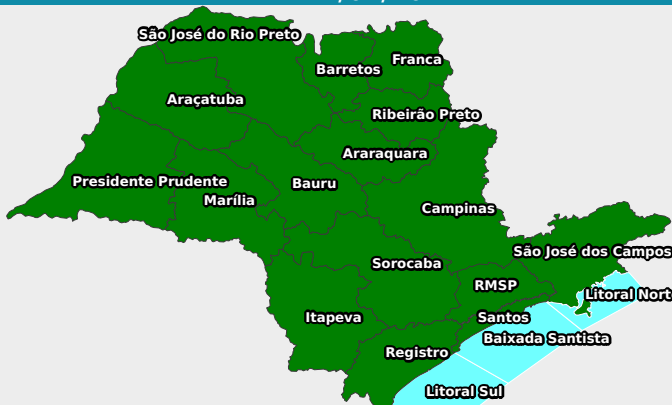 São José do Rio Preto
Franca
Barretos
Araçatuba
Ribeirão Preto
Araraquara
Presidente Prudente
Bauru
Marília
Campinas
São José dos Campos
Sorocaba
RMSP
Litoral Nort
Itapeva
Santos
Baixada Santista
Registro
Litoral Sul